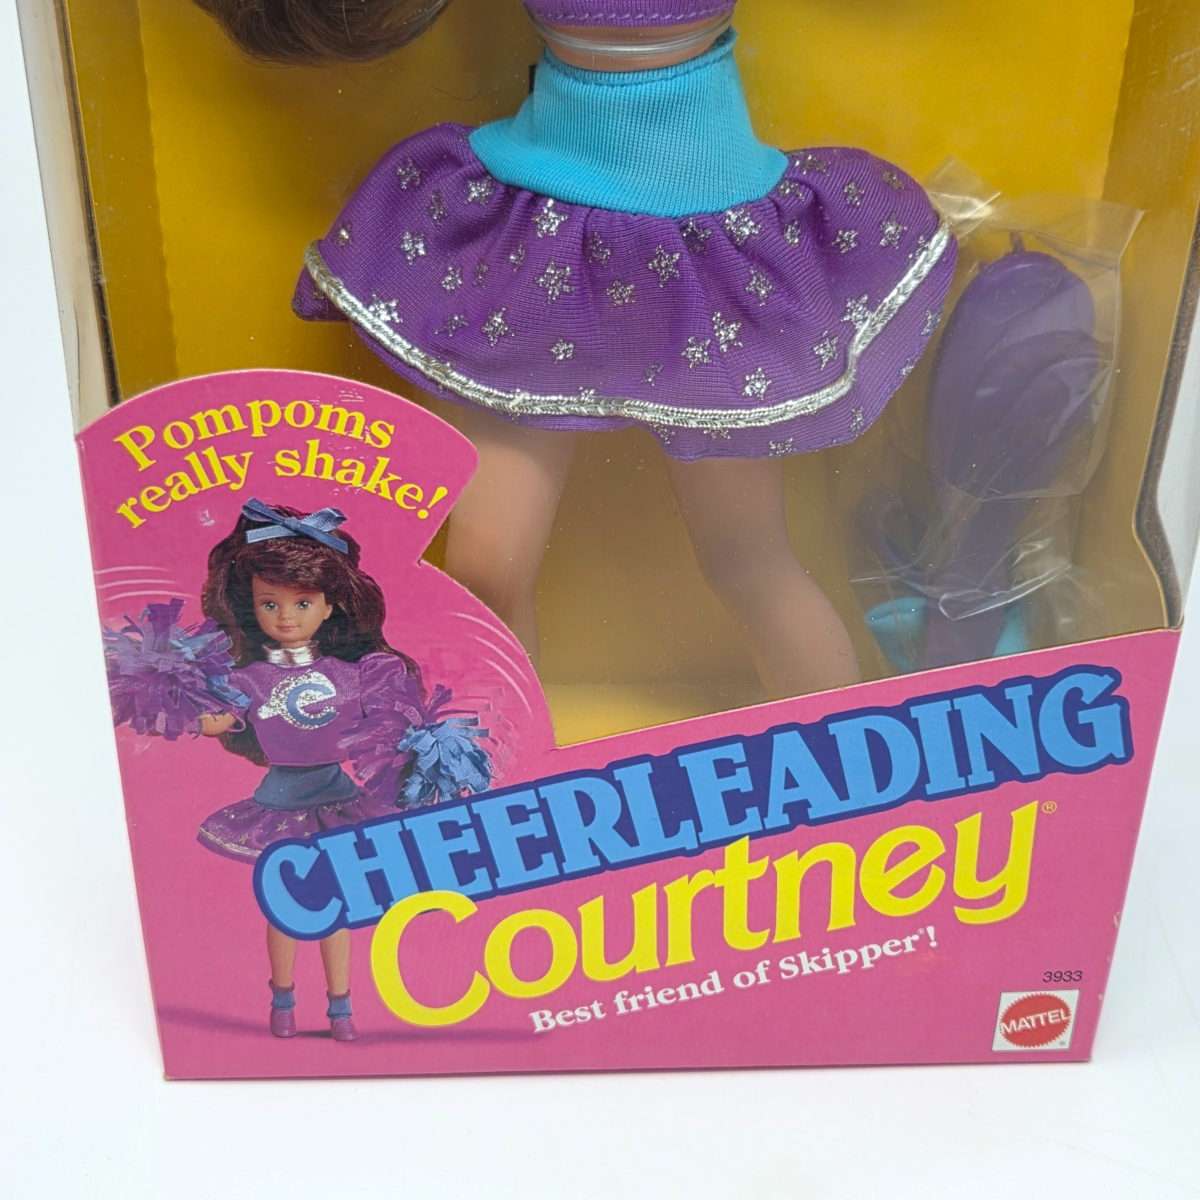 Pompoms
really shake!
C
CHEERLEADING
Courtney®
Best friend of Skipper®!
3933
MATTEL®